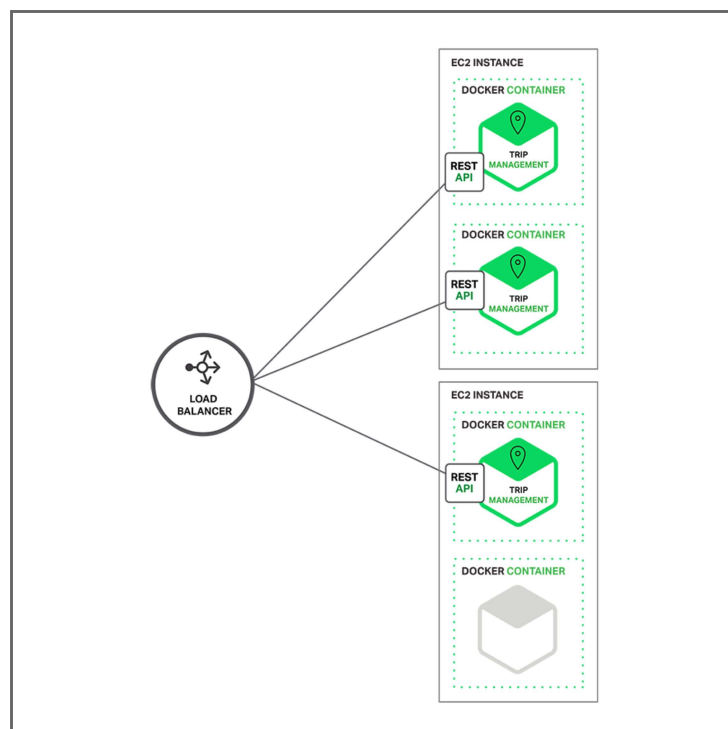 EC2 INSTANCE
DOCKER CONTAINER
TRIP
MANAGEMENT
REST
API
DOCKER CONTAINER
TRIP
MANAGEMENT
REST
API
LOAD
BALANCER
EC2 INSTANCE
DOCKER CONTAINER
TRIP
MANAGEMENT
REST
API
DOCKER CONTAINER